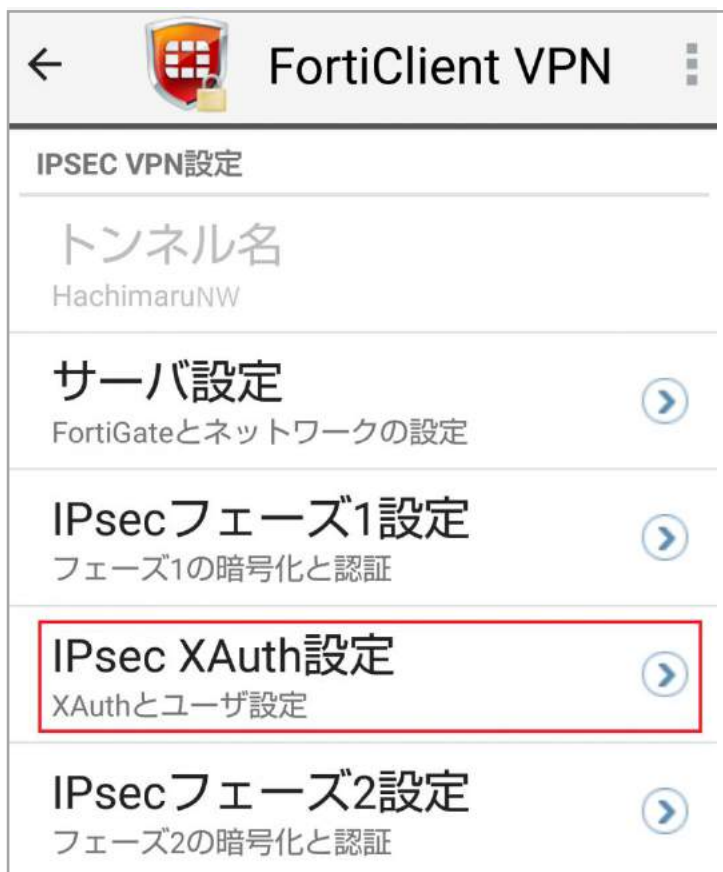 FortiClient VPN
IPSEC VPN設定
トンネル名
HachimaruNW
サーバ設定
FortiGateとネットワークの設定
IPsecフェーズ1設定
フェーズ1の暗号化と認証
IPsec XAuth設定
XAuthとユーザ設定
IPsecフェーズ2設定
フェーズ2の暗号化と認証